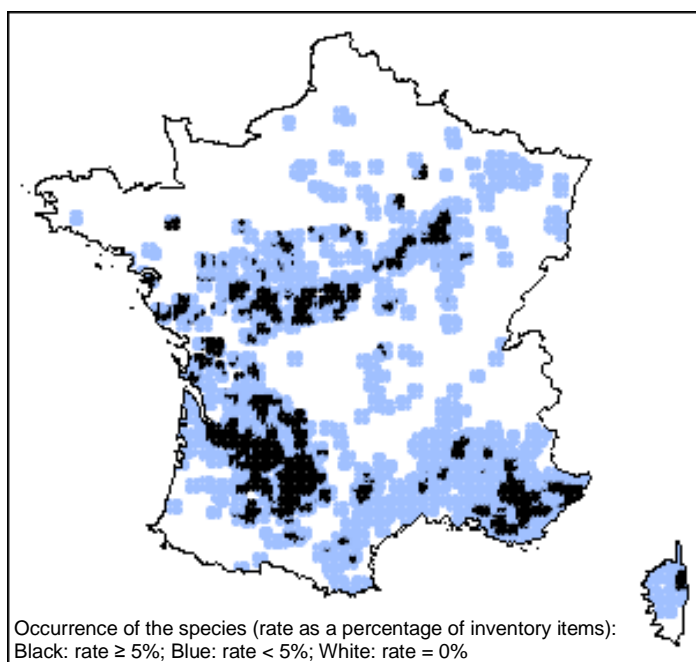 Occurrence of the species (rate as a percentage of inventory items):
Black: rate ≥ 5%; Blue: rate < 5%; White: rate = 0%